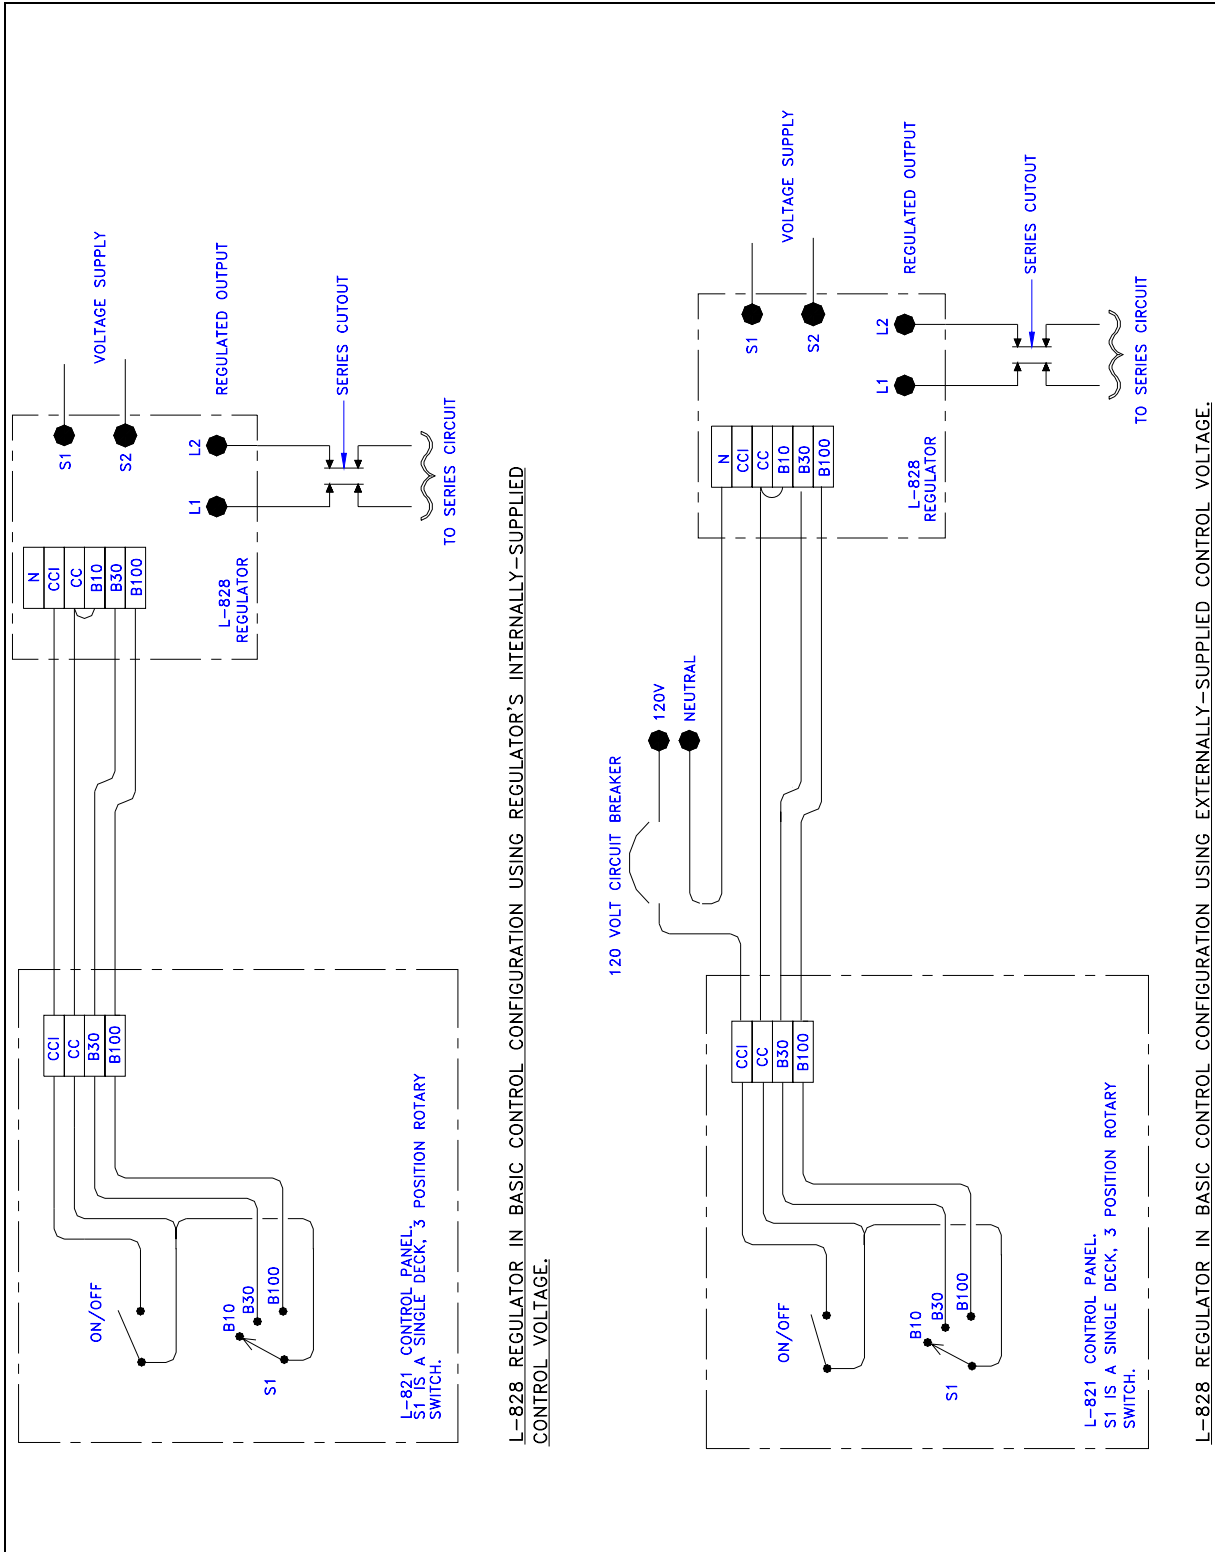 VOLTAGE SUPPLY
S1
S2
REGULATED OUTPUT
L2
L1
SERIES CUTOUT
TO SERIES CIRCUIT
N
CCI
CC
B10
B30
B100
L-828
REGULATOR
CCI
CC
B30
B100
ON/OFF
B10
B30
B100
S1
L-821 CONTROL PANEL.
S1 IS A SINGLE DECK, 3 POSITION ROTARY
SWITCH.
L-828 REGULATOR IN BASIC CONTROL CONFIGURATION USING REGULATOR'S INTERNALLY-SUPPLIED
CONTROL VOLTAGE.
120 VOLT CIRCUIT BREAKER
120V
NEUTRAL
VOLTAGE SUPPLY
S1
S2
REGULATED OUTPUT
L2
L1
SERIES CUTOUT
TO SERIES CIRCUIT
N
CCI
CC
B10
B30
B100
L-828
REGULATOR
CCI
CC
B30
B100
ON/OFF
B10
B30
B100
S1
L-821 CONTROL PANEL.
S1 IS A SINGLE DECK, 3 POSITION ROTARY
SWITCH.
L-828 REGULATOR IN BASIC CONTROL CONFIGURATION USING EXTERNALLY-SUPPLIED CONTROL VOLTAGE.